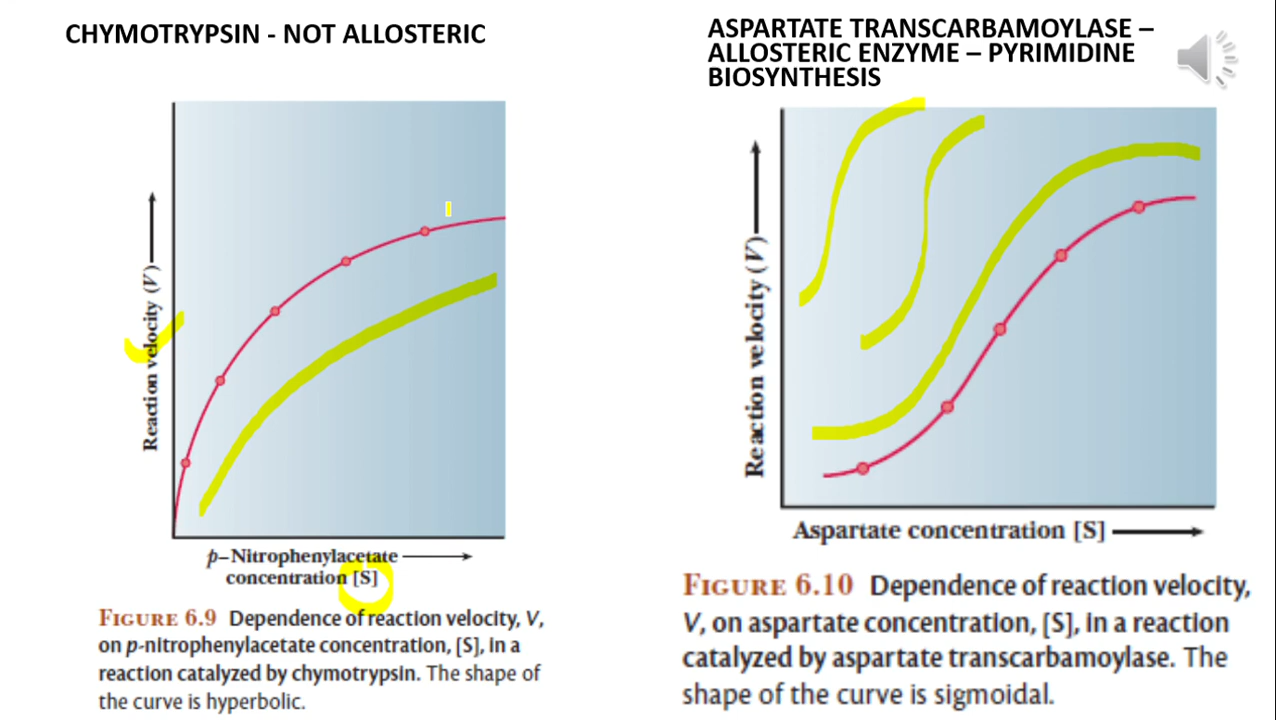 CHYMOTRYPSIN - NOT ALLOSTERIC
Reaction velocity (V)
p–Nitrophenylacetate
concentration [S]
FIGURE 6.9 Dependence of reaction velocity, V,
on p-nitrophenylacetate concentration, [S], in a
reaction catalyzed by chymotrypsin. The shape of
the curve is hyperbolic.
ASPARTATE TRANSCARBAMOYLASE –
ALLOSTERIC ENZYME – PYRIMIDINE
BIOSYNTHESIS
Reaction velocity (V)
Aspartate concentration [S]
FIGURE 6.10 Dependence of reaction velocity,
V, on aspartate concentration, [S], in a reaction
catalyzed by aspartate transcarbamoylase. The
shape of the curve is sigmoidal.